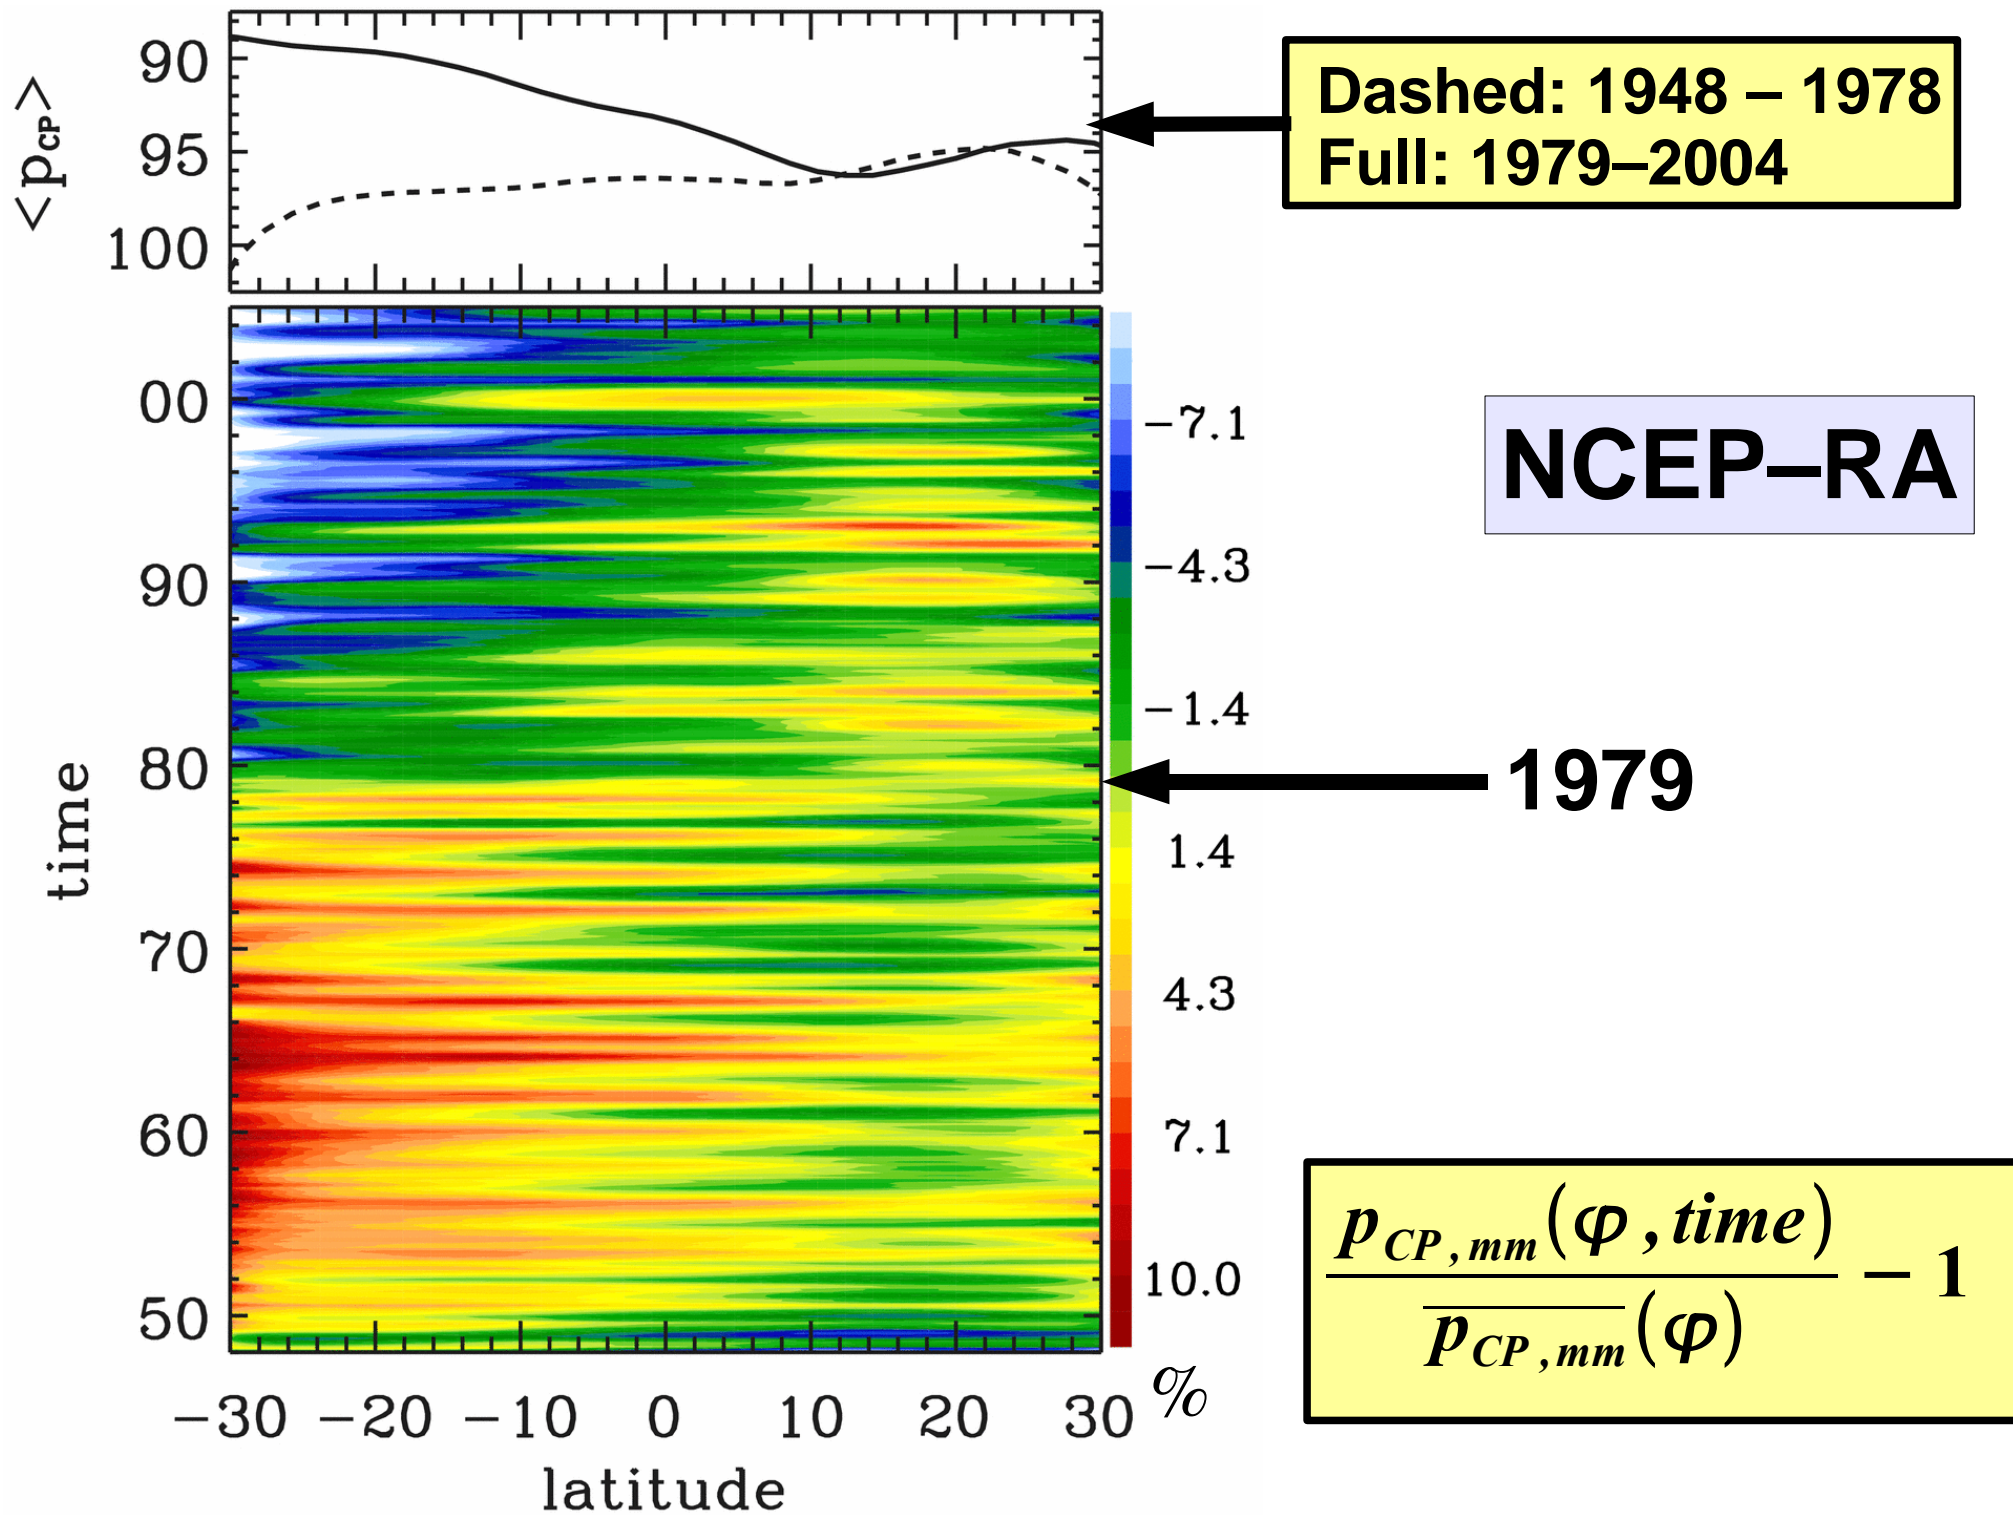 90
95
100
<p_CP>
Dashed: 1948 – 1978
Full: 1979–2004
NCEP–RA
00
90
80
70
60
50
time
−7.1
−4.3
−1.4
1.4
4.3
7.1
10.0
%
1979
p_CP,mm(φ,time)
p_CP,mm(φ)
− 1
−30 −20 −10 0 10 20 30
latitude